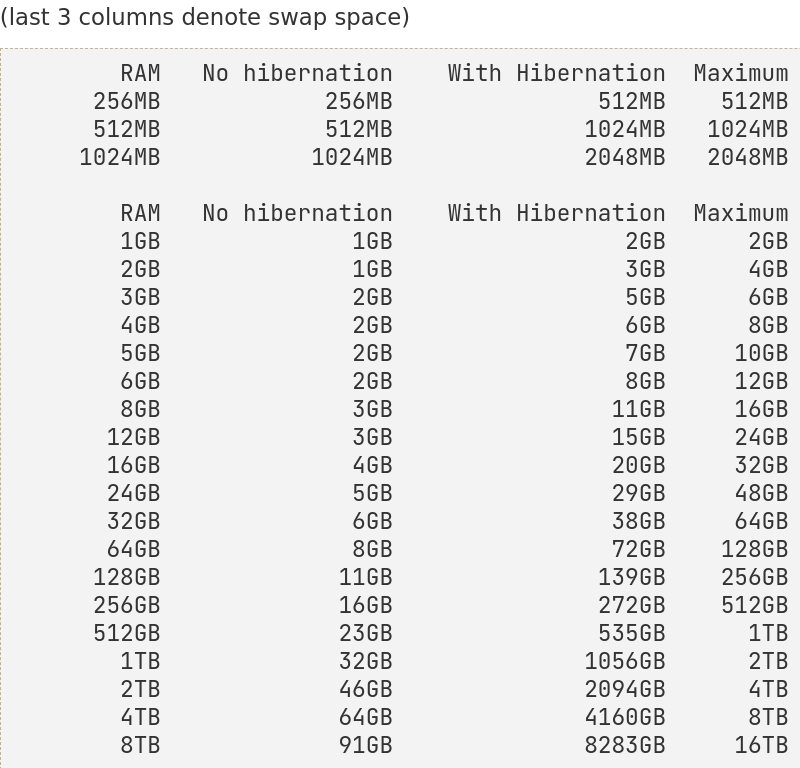 (last 3 columns denote swap space)
RAM   No hibernation    With Hibernation  Maximum
256MB            256MB               512MB    512MB
512MB            512MB              1024MB   1024MB
1024MB           1024MB              2048MB   2048MB
RAM   No hibernation    With Hibernation  Maximum
1GB              1GB                 2GB      2GB
2GB              1GB                 3GB      4GB
3GB              2GB                 5GB      6GB
4GB              2GB                 6GB      8GB
5GB              2GB                 7GB     10GB
6GB              2GB                 8GB     12GB
8GB              3GB                11GB     16GB
12GB              3GB                15GB     24GB
16GB              4GB                20GB     32GB
24GB              5GB                29GB     48GB
32GB              6GB                38GB     64GB
64GB              8GB                72GB    128GB
128GB             11GB               139GB    256GB
256GB             16GB               272GB    512GB
512GB             23GB               535GB      1TB
1TB             32GB              1056GB      2TB
2TB             46GB              2094GB      4TB
4TB             64GB              4160GB      8TB
8TB             91GB              8283GB     16TB